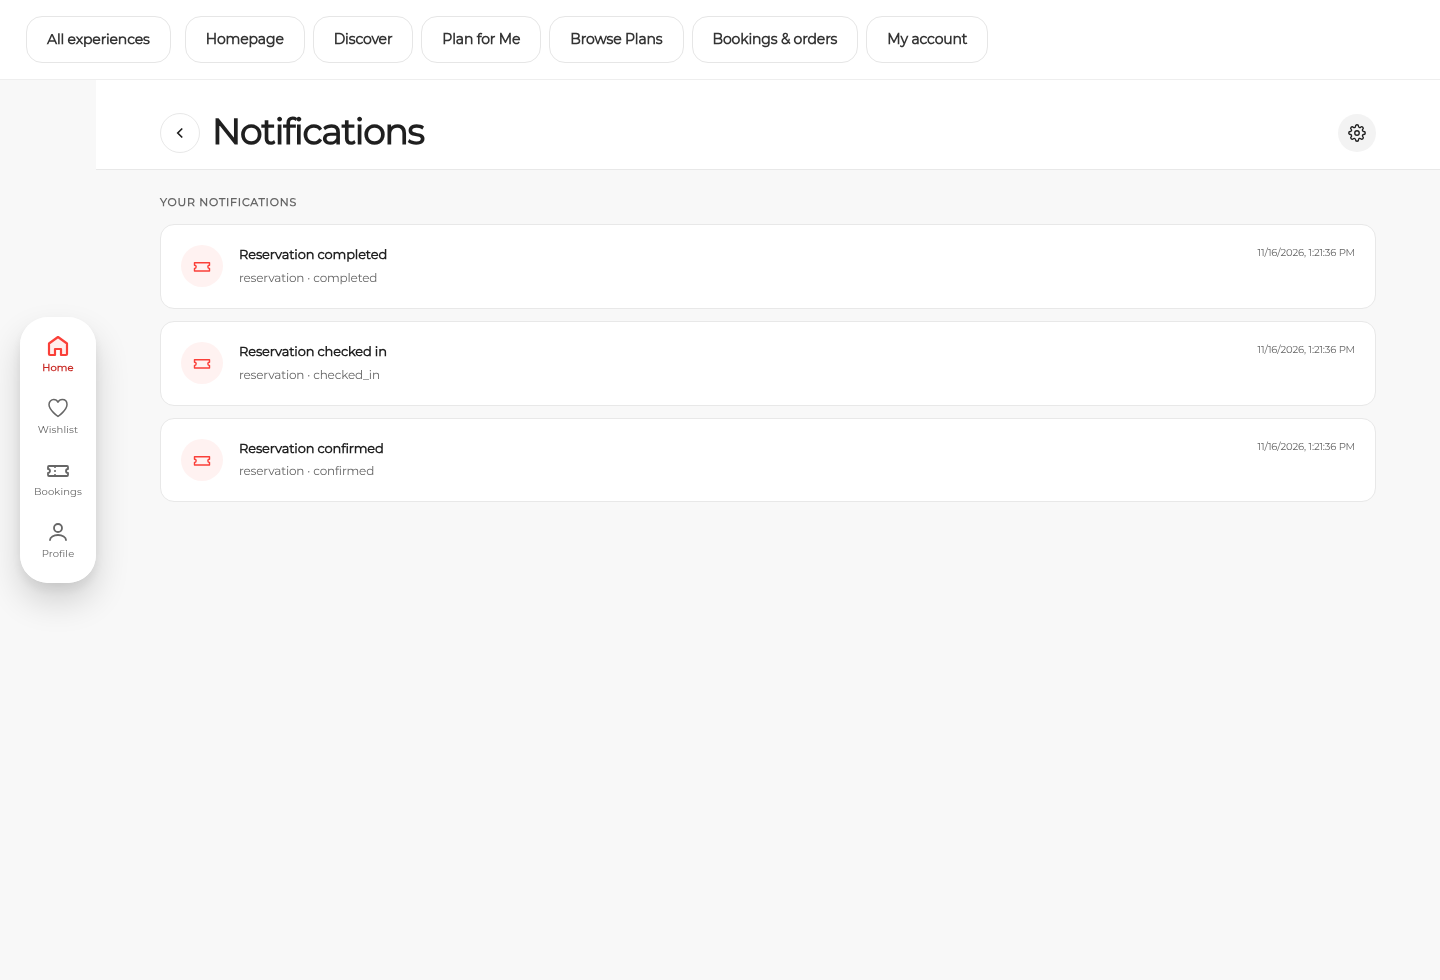 All experiences
Homepage
Discover
Plan for Me
Browse Plans
Bookings & orders
My account
Notifications
YOUR NOTIFICATIONS
Reservation completed
11/16/2026, 1:21:36 PM
reservation · completed
Reservation checked in
11/16/2026, 1:21:36 PM
reservation · checked_in
Reservation confirmed
11/16/2026, 1:21:36 PM
reservation · confirmed
Home
Wishlist
Bookings
Profile